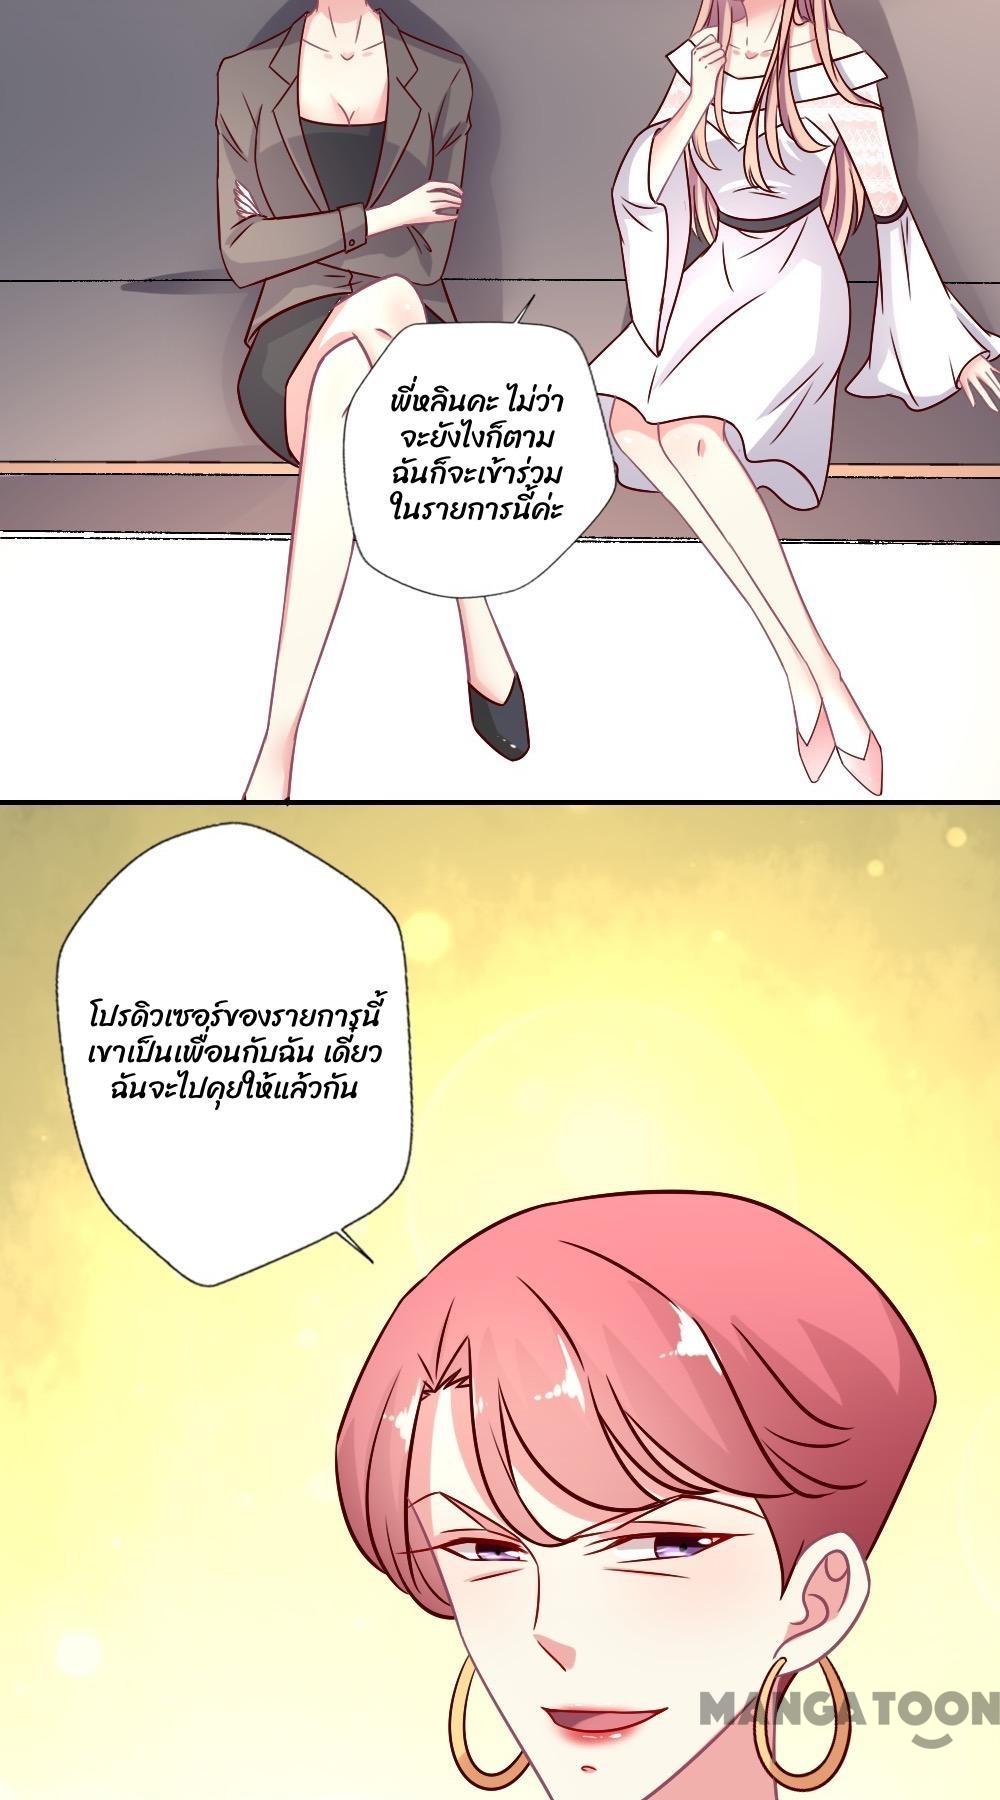 พี่หลินคะ ไม่ว่า
จะยังไงก็ตาม
ฉันก็จะเข้าร่วม
ในรายการนี้ค่ะ
โปรดิวเซอร์ของรายการนี้
เขาเป็นเพื่อนกับฉัน เดี๋ยว
ฉันจะไปคุยให้แล้วกัน
MANGATOON